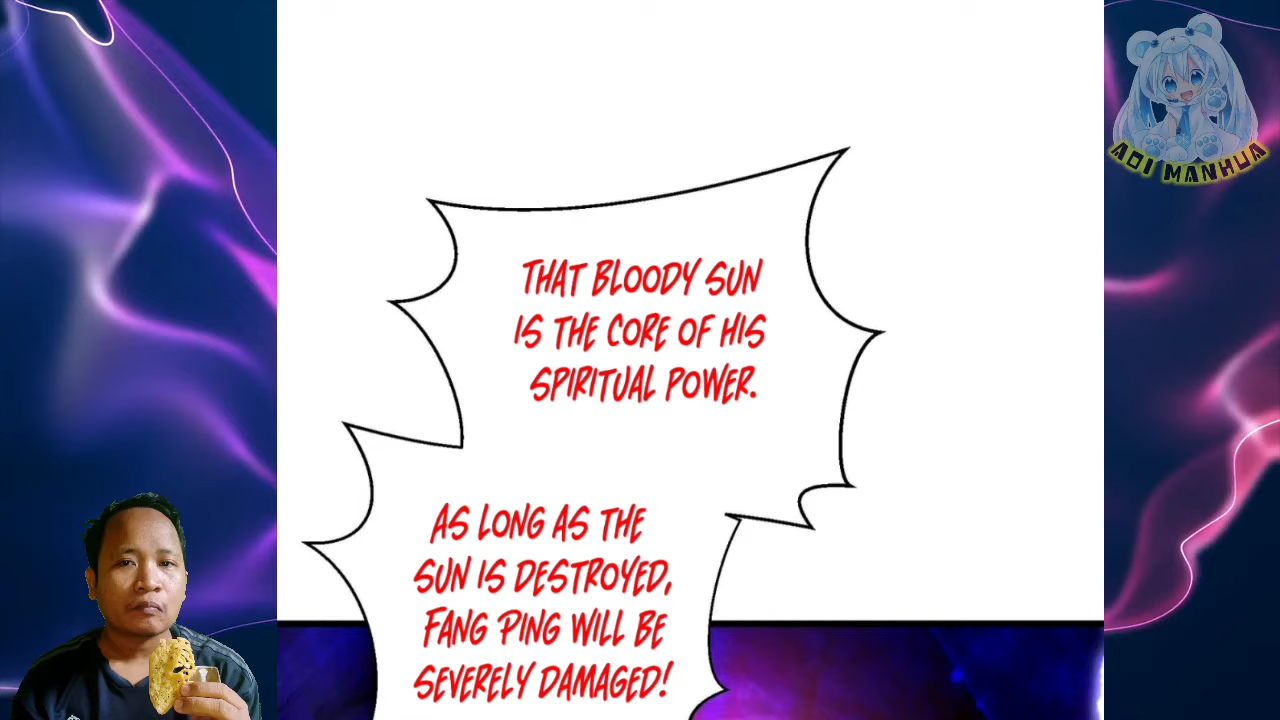 AOI MANHUA
THAT BLOODY SUN
IS THE CORE OF HIS
SPIRITUAL POWER.
AS LONG AS THE
SUN IS DESTROYED,
FANG PING WILL BE
SEVERELY DAMAGED!